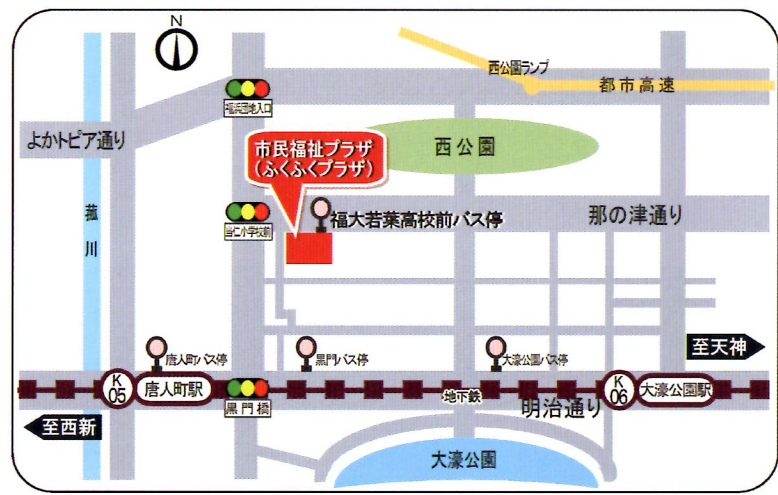 N
西公園ランプ
都市高速
福浜団地入口
よかトピア通り
市民福祉プラザ
(ふくふくプラザ)
西公園
菰川
当仁小学校前
福大若葉高校前バス停
那の津通り
唐人町バス停
黒門バス停
大濠公園バス停
至天神
K
05
唐人町駅
黒門橋
地下鉄
明治通り
K
06
大濠公園駅
至西新
大濠公園